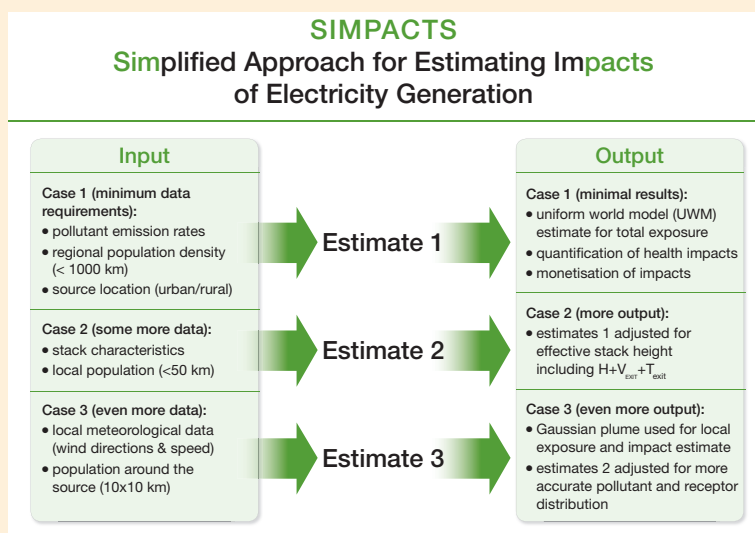 SIMPACTS
Simplified Approach for Estimating Impacts
of Electricity Generation
Input
Case 1 (minimum data
requirements):
• pollutant emission rates
• regional population density
(< 1000 km)
• source location (urban/rural)
Case 2 (some more data):
• stack characteristics
• local population (<50 km)
Case 3 (even more data):
• local meteorological data
(wind directions & speed)
• population around the
source (10x10 km)
Estimate 1
Estimate 2
Estimate 3
Output
Case 1 (minimal results):
• uniform world model (UWM)
estimate for total exposure
• quantification of health impacts
• monetisation of impacts
Case 2 (more output):
• estimates 1 adjusted for
effective stack height
including H+V_EXIT+T_exit
Case 3 (even more output):
• Gaussian plume used for local
exposure and impact estimate
• estimates 2 adjusted for more
accurate pollutant and receptor
distribution